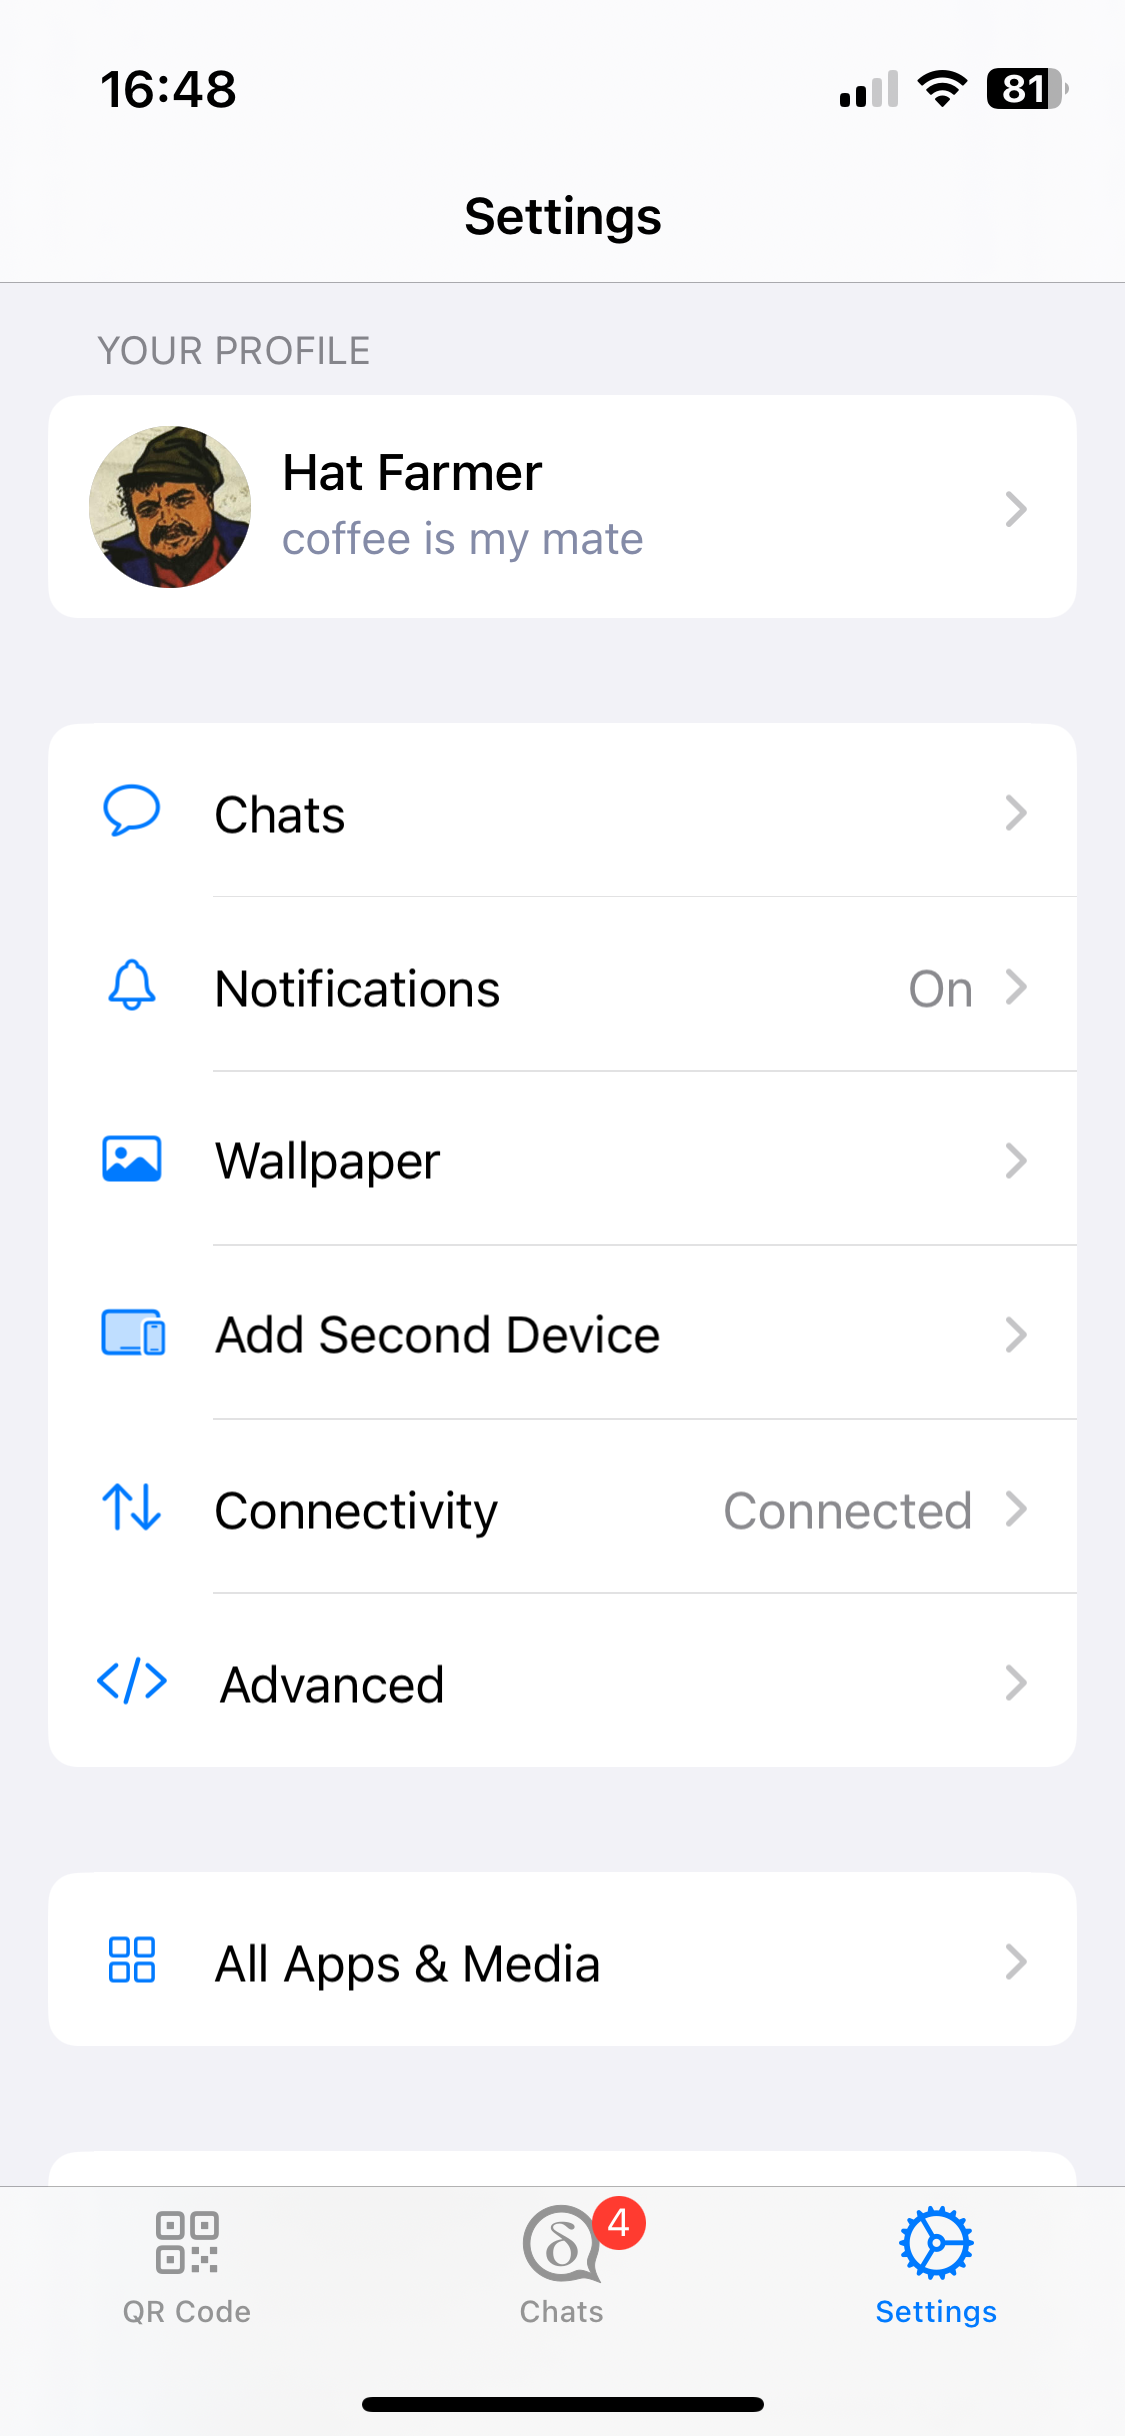 16:48
81
Settings
YOUR PROFILE
Hat Farmer
coffee is my mate
Chats
Notifications On
Wallpaper
Add Second Device
Connectivity Connected
Advanced
All Apps & Media
δ 4
QR Code Chats Settings